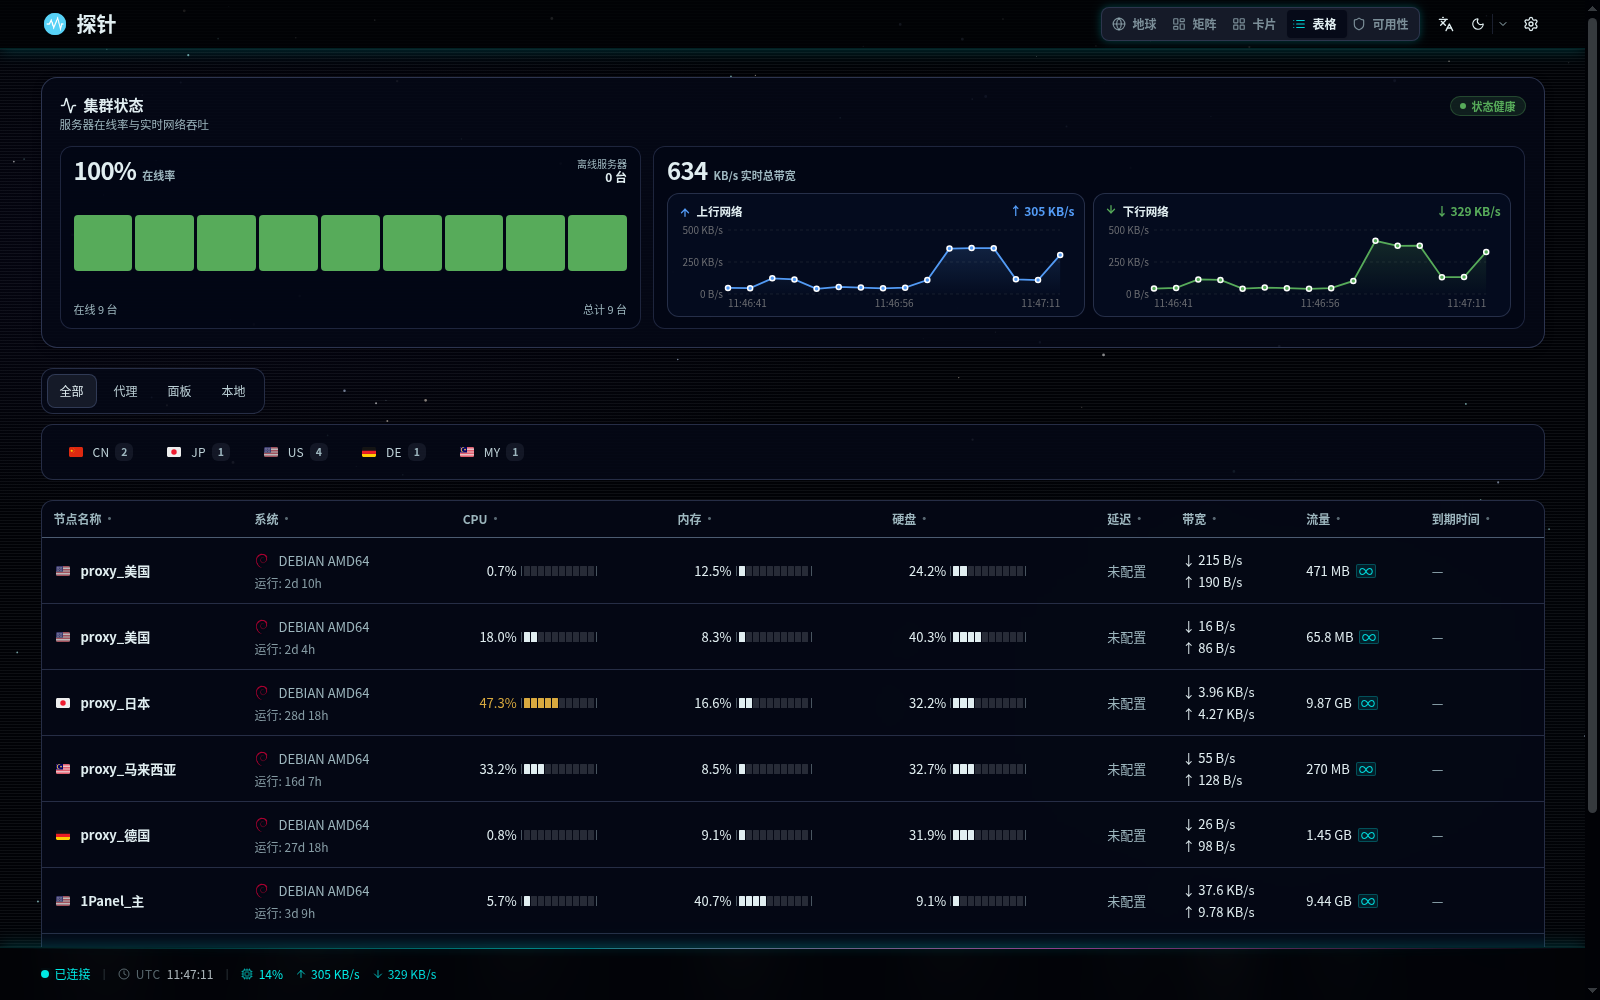 探针
地球
矩阵
卡片
表格
可用性
集群状态
服务器在线率与实时网络吞吐
状态健康
100% 在线率
离线服务器
0 台
在线 9 台
总计 9 台
634 KB/s 实时总带宽
上行网络
↑ 305 KB/s
500 KB/s
250 KB/s
0 B/s
11:46:41
11:46:56
11:47:11
下行网络
↓ 329 KB/s
500 KB/s
250 KB/s
0 B/s
11:46:41
11:46:56
11:47:11
全部
代理
面板
本地
CN 2
JP 1
US 4
DE 1
MY 1
节点名称
系统
CPU
内存
硬盘
延迟
带宽
流量
到期时间
proxy_美国
DEBIAN AMD64
运行: 2d 10h
0.7%
12.5%
24.2%
未配置
↓ 215 B/s
↑ 190 B/s
471 MB
—
proxy_美国
DEBIAN AMD64
运行: 2d 4h
18.0%
8.3%
40.3%
未配置
↓ 16 B/s
↑ 86 B/s
65.8 MB
—
proxy_日本
DEBIAN AMD64
运行: 28d 18h
47.3%
16.6%
32.2%
未配置
↓ 3.96 KB/s
↑ 4.27 KB/s
9.87 GB
—
proxy_马来西亚
DEBIAN AMD64
运行: 16d 7h
33.2%
8.5%
32.7%
未配置
↓ 55 B/s
↑ 128 B/s
270 MB
—
proxy_德国
DEBIAN AMD64
运行: 27d 18h
0.8%
9.1%
31.9%
未配置
↓ 26 B/s
↑ 98 B/s
1.45 GB
—
1Panel_主
DEBIAN AMD64
运行: 3d 9h
5.7%
40.7%
9.1%
未配置
↓ 37.6 KB/s
↑ 9.78 KB/s
9.44 GB
—
已连接
UTC 11:47:11
14%
↑ 305 KB/s
↓ 329 KB/s